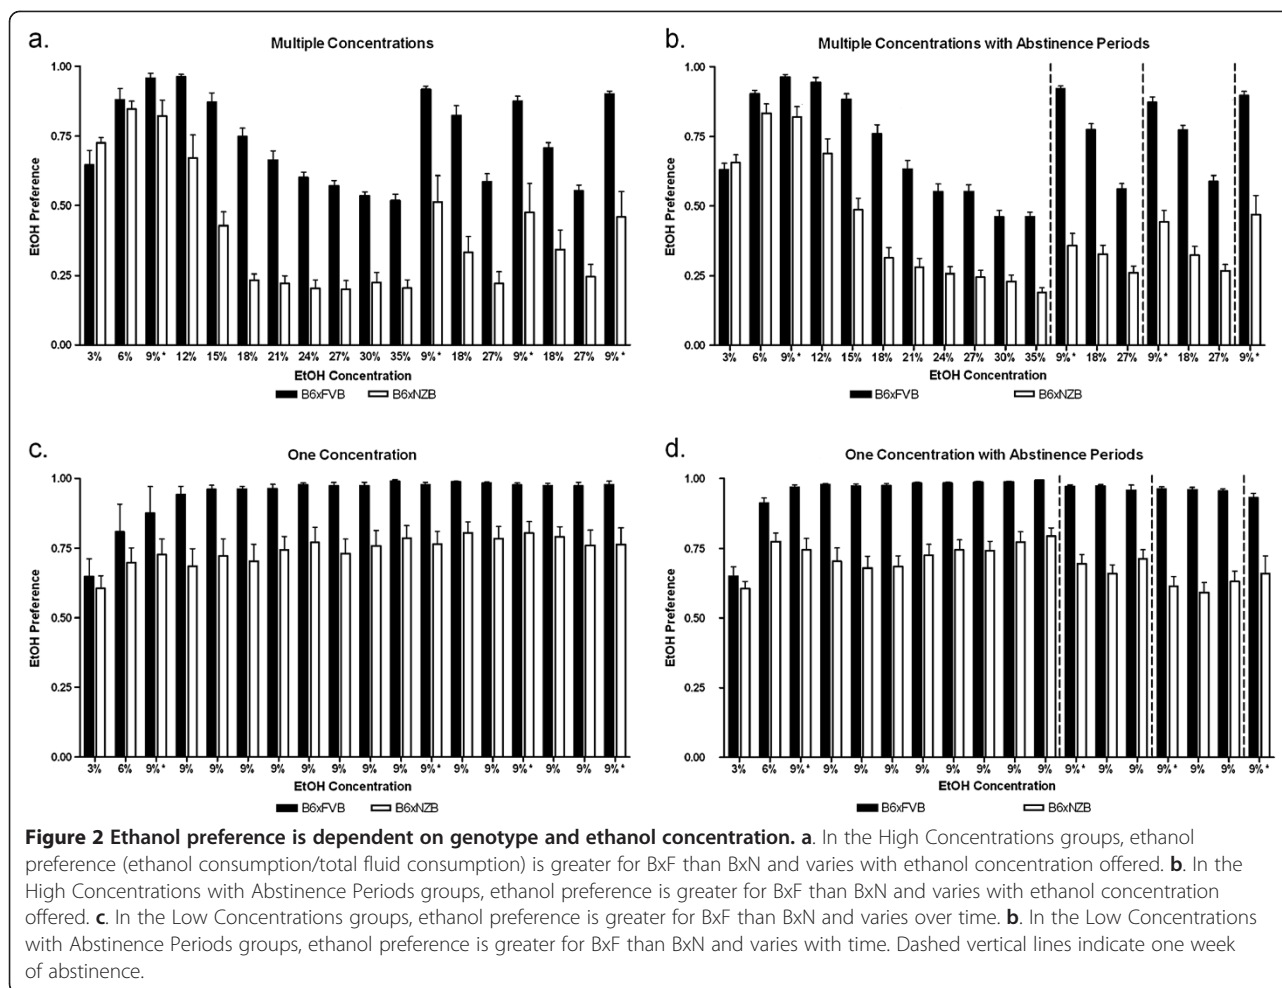 a.
Multiple Concentrations
1.00
0.75
0.50
0.25
0.00
EtOH Preference
3% 6% 9%* 12% 15% 18% 21% 24% 27% 30% 35% 9%* 18% 27% 9%* 18% 27% 9%*
EtOH Concentration
B6xFVB B6xNZB
b.
Multiple Concentrations with Abstinence Periods
1.00
0.75
0.50
0.25
0.00
EtOH Preference
3% 6% 9%* 12% 15% 18% 21% 24% 27% 30% 35% 9%* 18% 27% 9%* 18% 27% 9%*
EtOH Concentration
B6xFVB B6xNZB
c.
One Concentration
1.00
0.75
0.50
0.25
0.00
EtOH Preference
3% 6% 9%* 9% 9% 9% 9% 9% 9% 9% 9% 9%* 9% 9% 9%* 9% 9% 9%*
EtOH Concentration
B6xFVB B6xNZB
d.
One Concentration with Abstinence Periods
1.00
0.75
0.50
0.25
0.00
EtOH Preference
3% 6% 9%* 9% 9% 9% 9% 9% 9% 9% 9% 9%* 9% 9% 9%* 9% 9% 9%*
EtOH Concentration
B6xFVB B6xNZB
Figure 2 Ethanol preference is dependent on genotype and ethanol concentration. a. In the High Concentrations groups, ethanol
preference (ethanol consumption/total fluid consumption) is greater for BxF than BxN and varies with ethanol concentration offered. b. In the
High Concentrations with Abstinence Periods groups, ethanol preference is greater for BxF than BxN and varies with ethanol concentration
offered. c. In the Low Concentrations groups, ethanol preference is greater for BxF than BxN and varies over time. b. In the Low Concentrations
with Abstinence Periods groups, ethanol preference is greater for BxF than BxN and varies with time. Dashed vertical lines indicate one week
of abstinence.